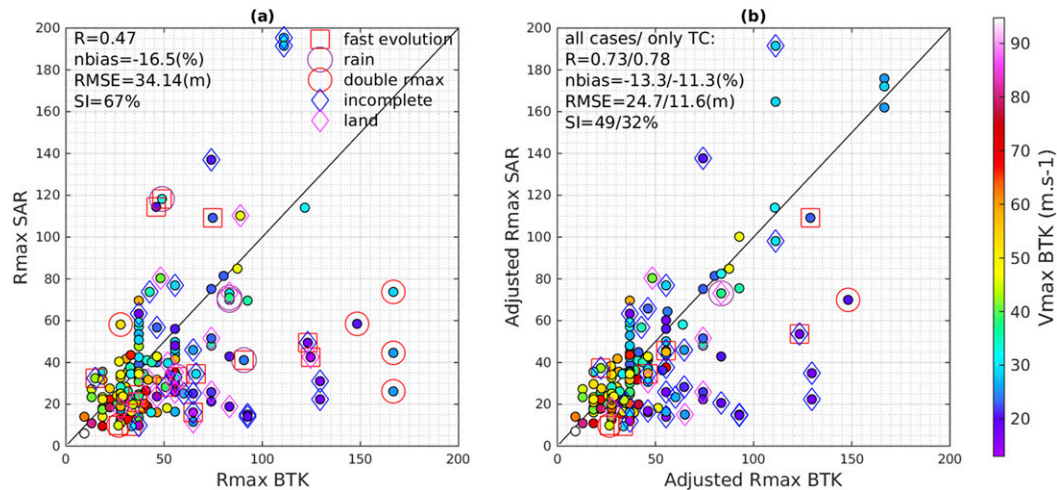 (a)
R=0.47
nbias=-16.5(%)
RMSE=34.14(m)
SI=67%
fast evolution
rain
double rmax
incomplete
land
Rmax SAR
200
180
160
140
120
100
80
60
40
20
0
0 50 100 150 200
Rmax BTK
(b)
all cases/ only TC:
R=0.73/0.78
nbias=-13.3/-11.3(%)
RMSE=24.7/11.6(m)
SI=49/32%
Adjusted Rmax SAR
200
180
160
140
120
100
80
60
40
20
0
0 50 100 150 200
Adjusted Rmax BTK
90
80
70
60
50
40
30
20
Vmax BTK (m.s-1)